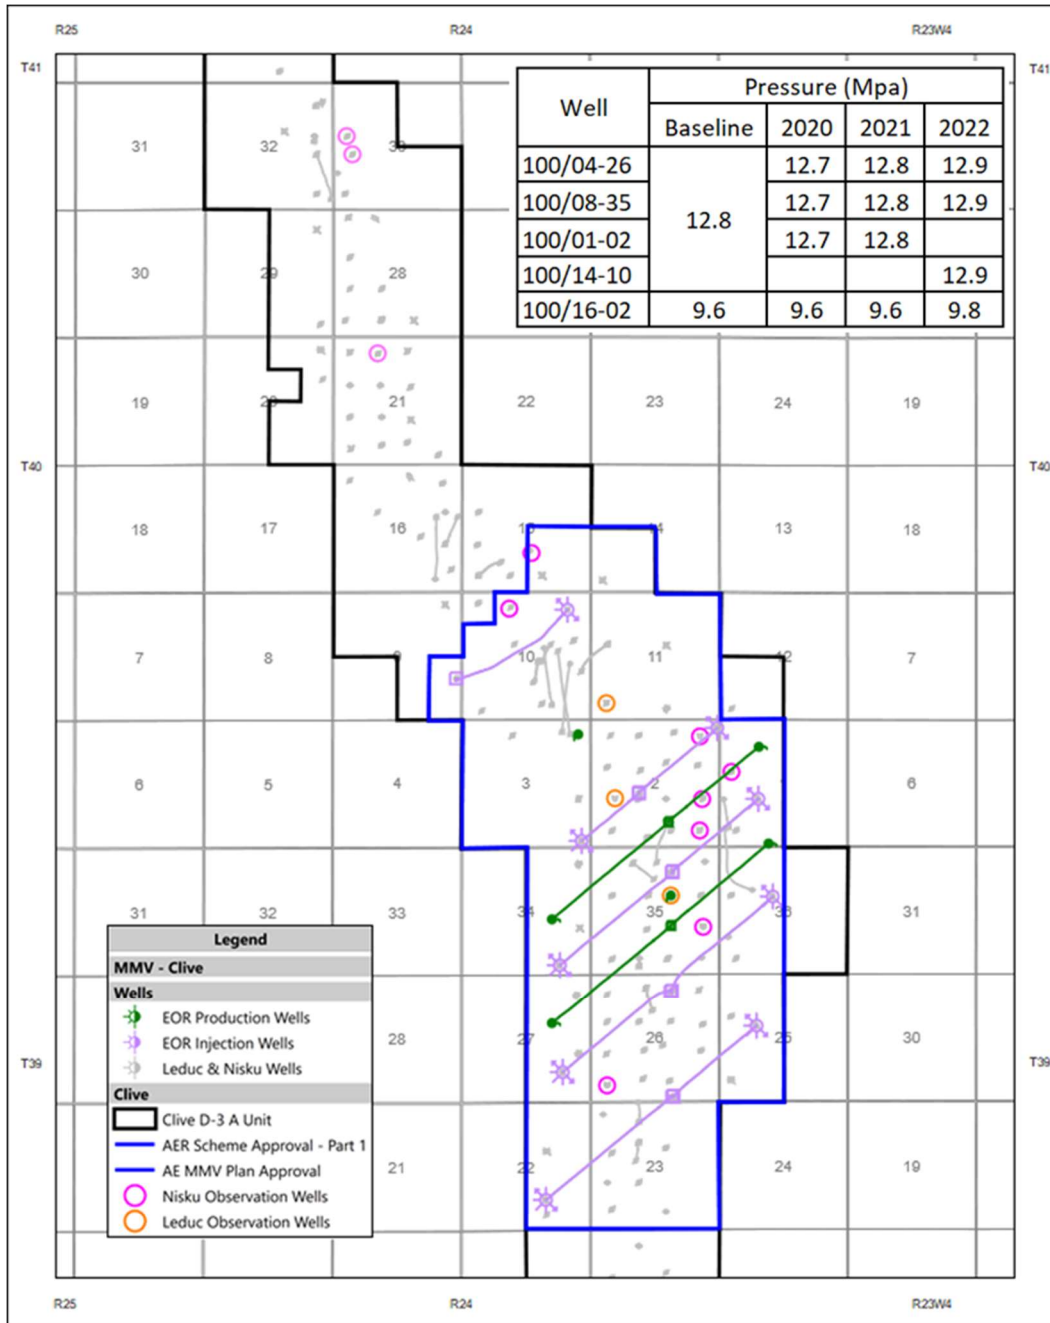 R25 R24 R23W4
T41 T41
Well Pressure (Mpa)
Baseline 2020 2021 2022
100/04-26 12.8 12.7 12.8 12.9
100/08-35 12.7 12.8 12.9
100/01-02 12.7 12.8
100/14-10 12.9
100/16-02 9.6 9.6 9.6 9.8
31 32 33
30 29 28
19 20 21 22 23 24 19
T40 T40
18 17 16 15 14 13 18
7 8 9 10 11 12 7
6 5 4 3 2 6
31 32 33 34 35 36 31
28 27 26 25 30
T39 T39
21 22 23 24 19
Legend
MMV - Clive
Wells
EOR Production Wells
EOR Injection Wells
Leduc & Nisku Wells
Clive
Clive D-3 A Unit
AER Scheme Approval - Part 1
AE MMV Plan Approval
Nisku Observation Wells
Leduc Observation Wells
R25 R24 R23W4